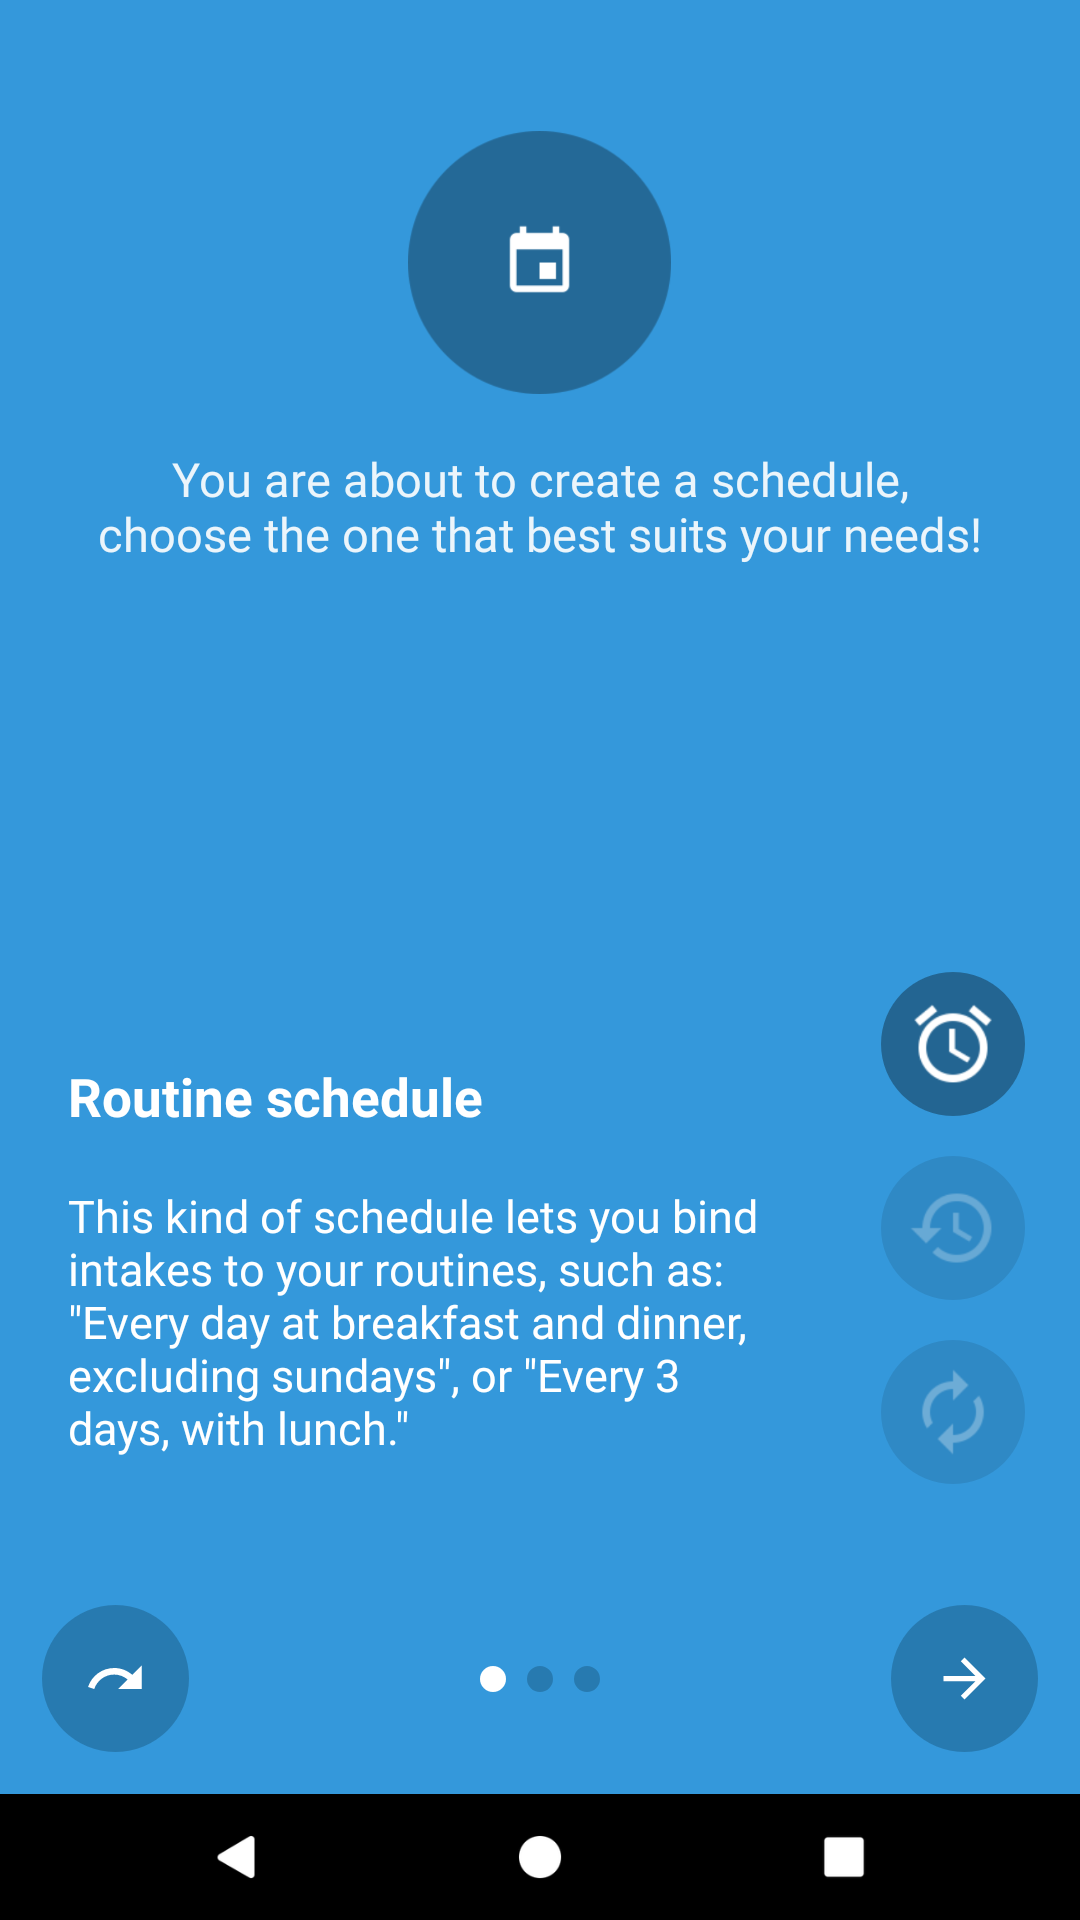 You are about to create a schedule,
choose the one that best suits your needs!
Routine schedule
This kind of schedule lets you bind
intakes to your routines, such as:
"Every day at breakfast and dinner,
excluding sundays", or "Every 3
days, with lunch."